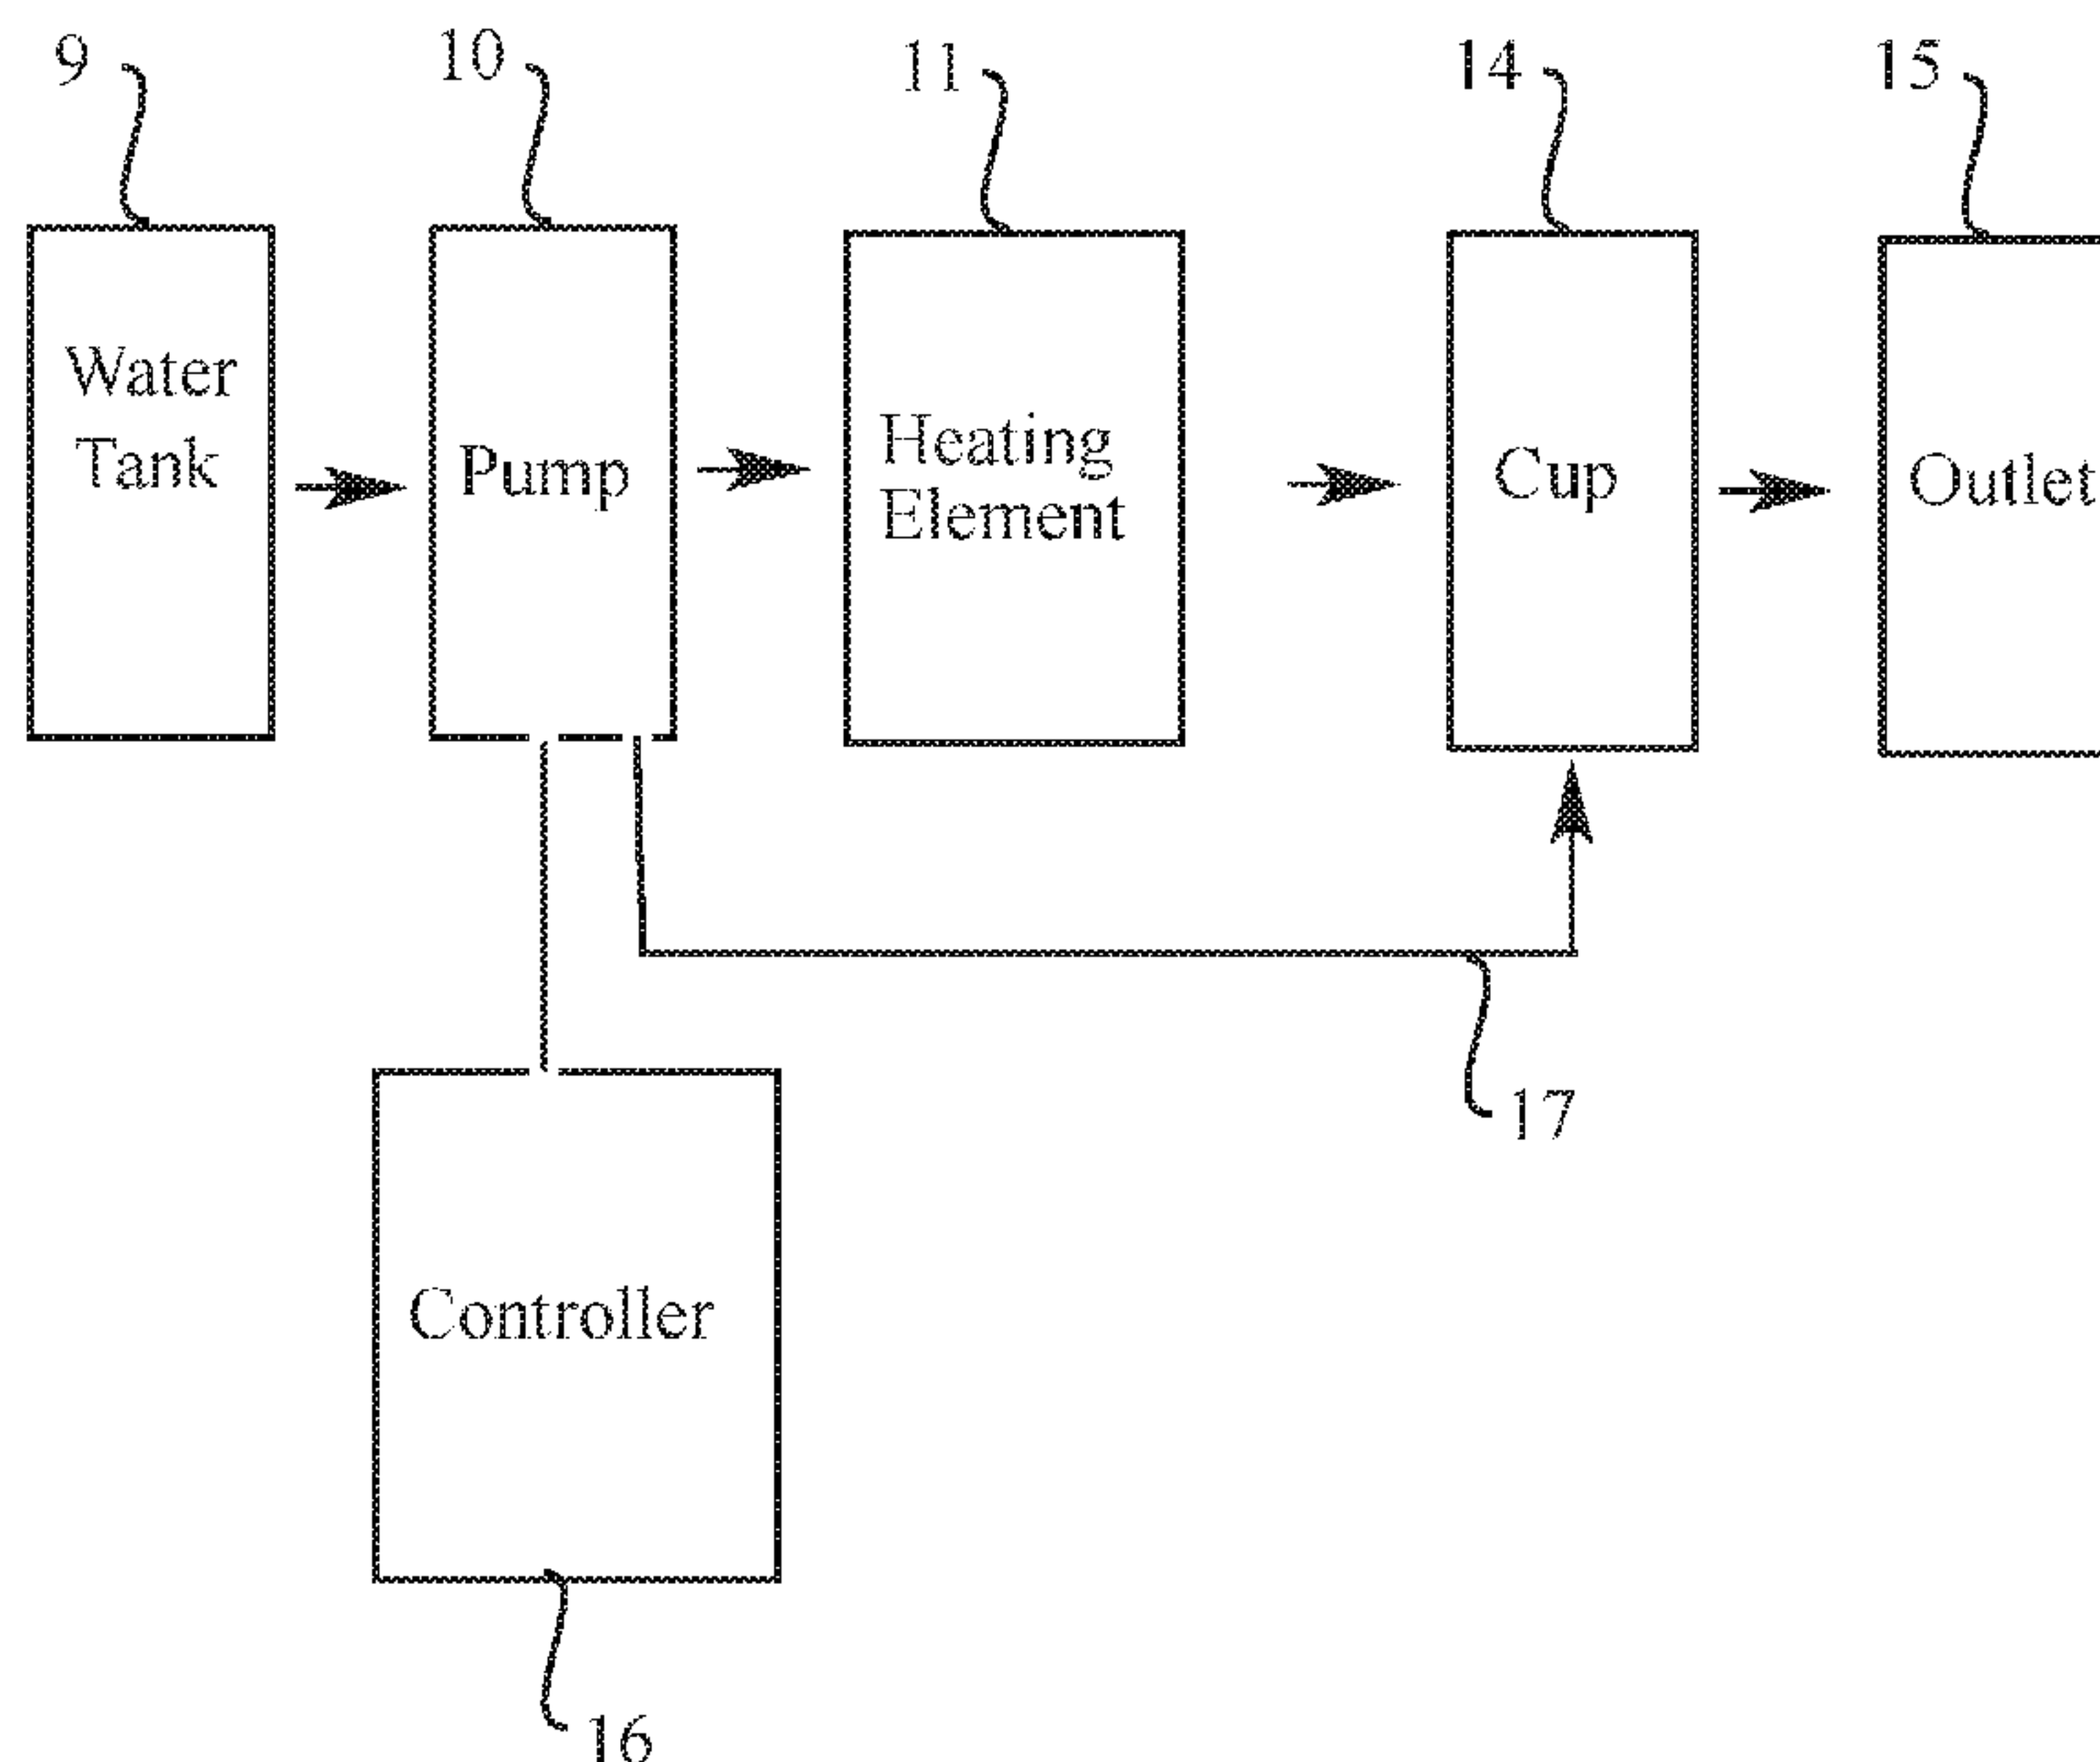 9
10
11
14
15
Water
Tank
Pump
Heating
Element
Cup
Outlet
17
Controller
16